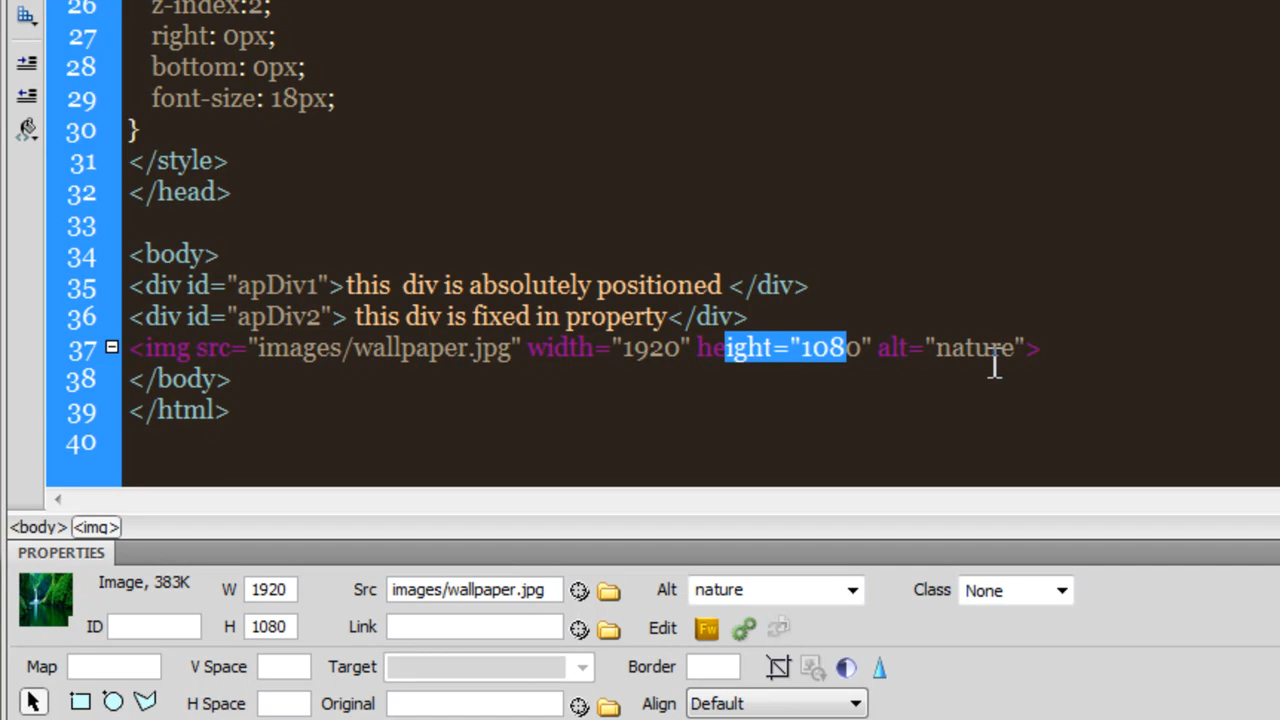 26 z-index:2;
27 right: 0px;
28 bottom: 0px;
29 font-size: 18px;
30 }
31 </style>
32 </head>
33
34 <body>
35 <div id="apDiv1">this  div is absolutely positioned </div>
36 <div id="apDiv2"> this div is fixed in property</div>
37 <img src="images/wallpaper.jpg" width="1920" height="1080" alt="nature">
38 </body>
39 </html>
40
<body> <img>
PROPERTIES
Image, 383K W 1920 Src images/wallpaper.jpg Alt nature Class None
ID H 1080 Link Edit Fw
Map V Space Target Border
H Space Original Align Default